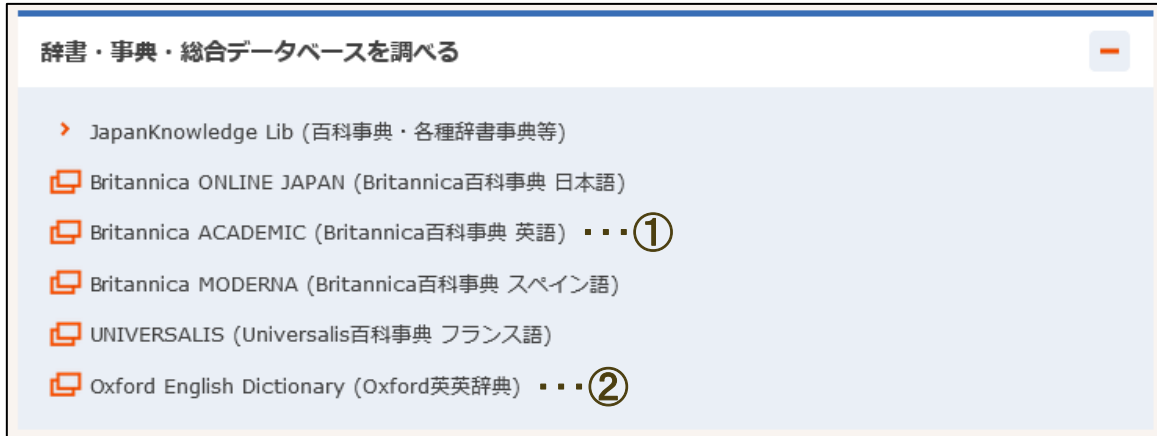 辞書・事典・総合データベースを調べる
JapanKnowledge Lib (百科事典・各種辞書事典等)
Britannica ONLINE JAPAN (Britannica百科事典 日本語)
Britannica ACADEMIC (Britannica百科事典 英語) ・・・①
Britannica MODERNA (Britannica百科事典 スペイン語)
UNIVERSALIS (Universalis百科事典 フランス語)
Oxford English Dictionary (Oxford英英辞典) ・・・②